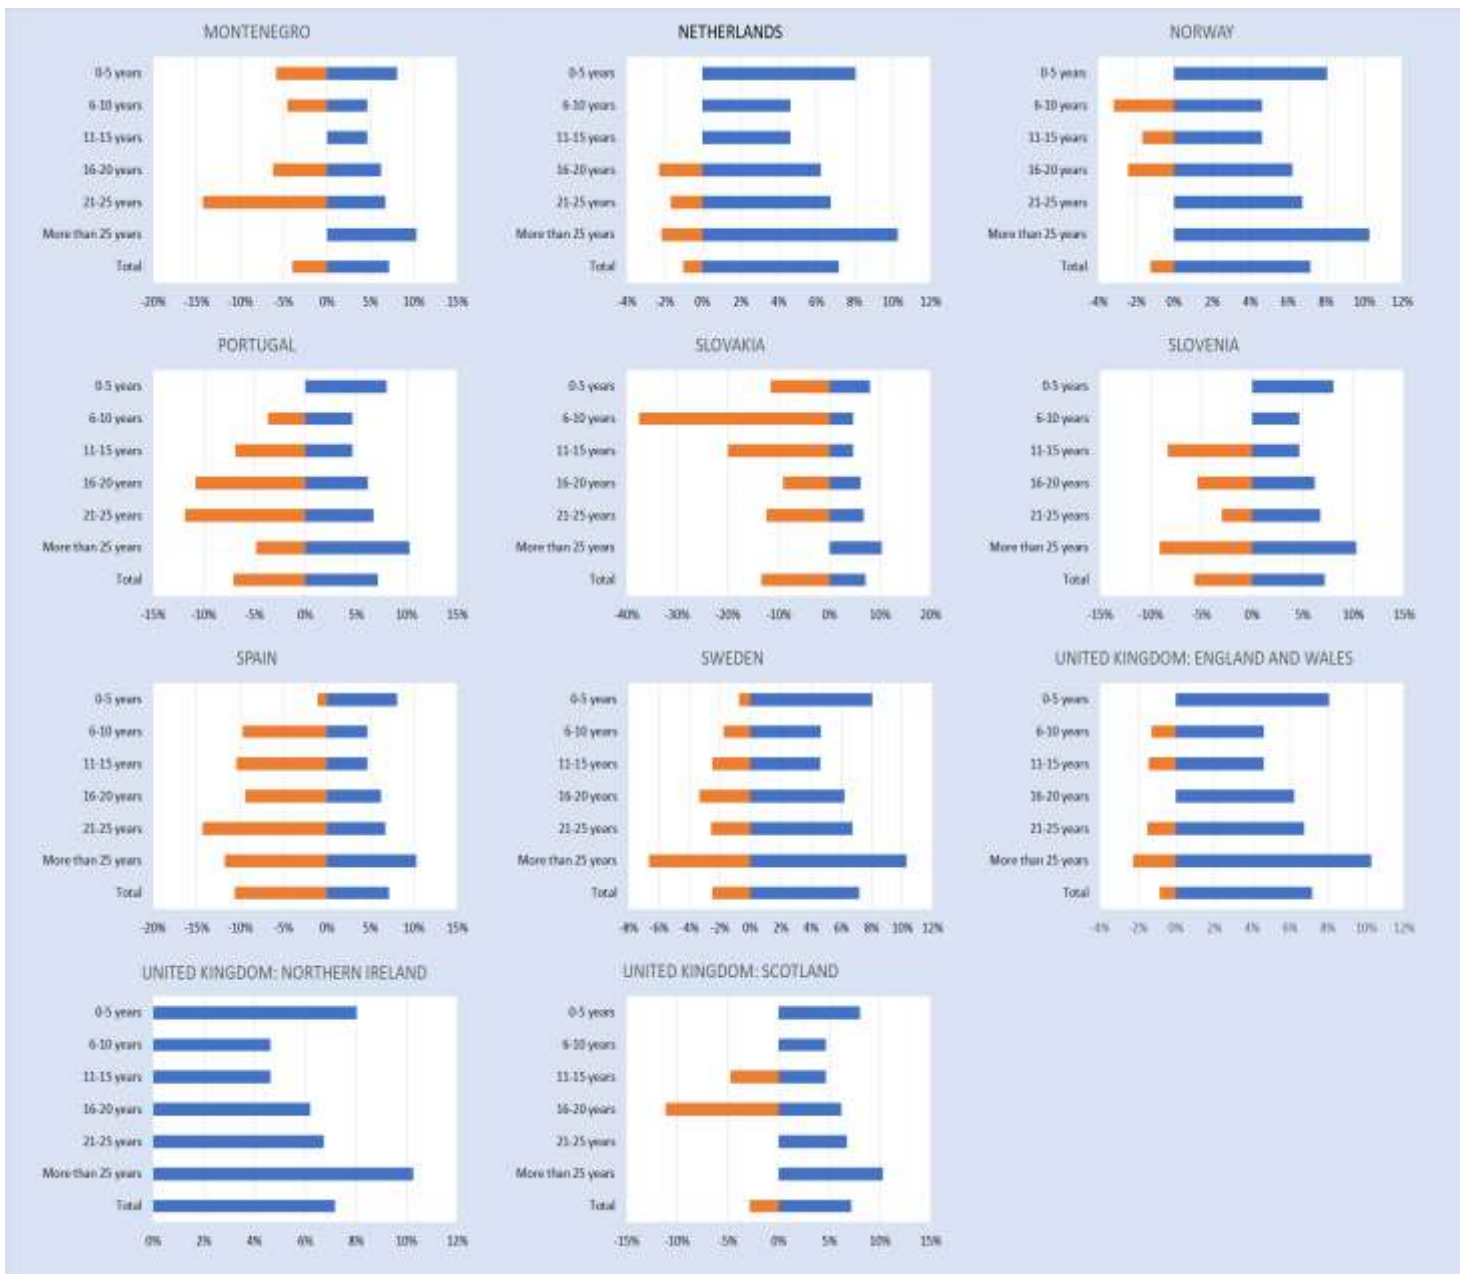 MONTENEGRO
0-5 years
6-10 years
11-15 years
16-20 years
21-25 years
More than 25 years
Total
-20% -15% -10% -5% 0% 5% 10% 15%
NETHERLANDS
0-5 years
6-10 years
11-15 years
16-20 years
21-25 years
More than 25 years
Total
-4% -2% 0% 2% 4% 6% 8% 10% 12%
NORWAY
0-5 years
6-10 years
11-15 years
16-20 years
21-25 years
More than 25 years
Total
-4% -2% 0% 2% 4% 6% 8% 10% 12%
PORTUGAL
0-5 years
6-10 years
11-15 years
16-20 years
21-25 years
More than 25 years
Total
-15% -10% -5% 0% 5% 10% 15%
SLOVAKIA
0-5 years
6-10 years
11-15 years
16-20 years
21-25 years
More than 25 years
Total
-40% -30% -20% -10% 0% 10% 20%
SLOVENIA
0-5 years
6-10 years
11-15 years
16-20 years
21-25 years
More than 25 years
Total
-15% -10% -5% 0% 5% 10% 15%
SPAIN
0-5 years
6-10 years
11-15 years
16-20 years
21-25 years
More than 25 years
Total
-20% -15% -10% -5% 0% 5% 10% 15%
SWEDEN
0-5 years
6-10 years
11-15 years
16-20 years
21-25 years
More than 25 years
Total
-8% -6% -4% -2% 0% 2% 4% 6% 8% 10% 12%
UNITED KINGDOM: ENGLAND AND WALES
0-5 years
6-10 years
11-15 years
16-20 years
21-25 years
More than 25 years
Total
-4% -2% 0% 2% 4% 6% 8% 10% 12%
UNITED KINGDOM: NORTHERN IRELAND
0-5 years
6-10 years
11-15 years
16-20 years
21-25 years
More than 25 years
Total
0% 2% 4% 6% 8% 10% 12%
UNITED KINGDOM: SCOTLAND
0-5 years
6-10 years
11-15 years
16-20 years
21-25 years
More than 25 years
Total
-15% -10% -5% 0% 5% 10% 15%